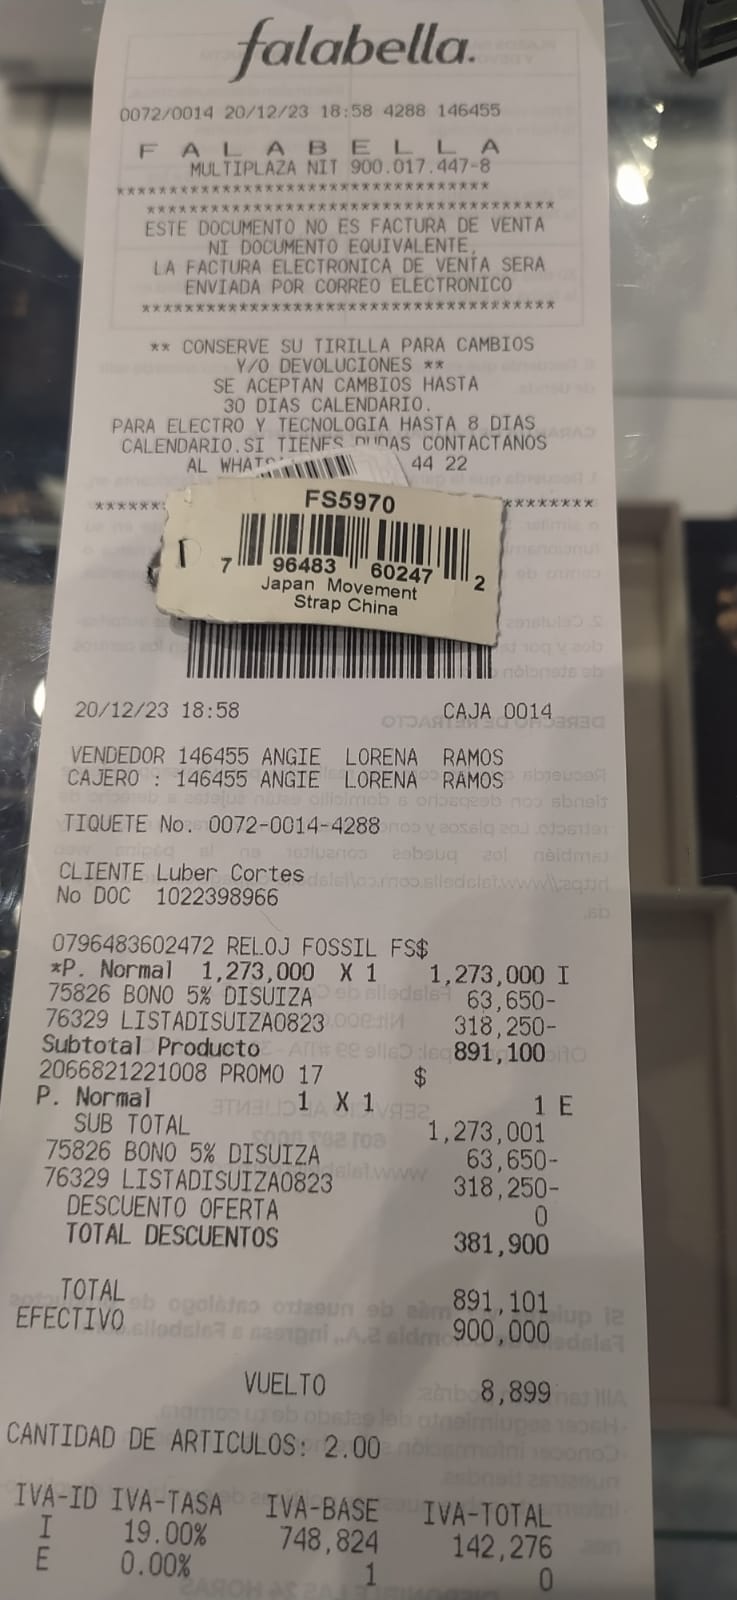 falabella.
0072/0014 20/12/23 18:58 4288 146455
F A L A B E L L A
MULTIPLAZA NIT 900.017.447-8
**********************************
*************************************
ESTE DOCUMENTO NO ES FACTURA DE VENTA
NI DOCUMENTO EQUIVALENTE,
LA FACTURA ELECTRONICA DE VENTA SERA
ENVIADA POR CORREO ELECTRONICO
*************************************
** CONSERVE SU TIRILLA PARA CAMBIOS
Y/O DEVOLUCIONES **
SE ACEPTAN CAMBIOS HASTA
30 DIAS CALENDARIO.
PARA ELECTRO Y TECNOLOGIA HASTA 8 DIAS
CALENDARIO.SI TIENES DUDAS CONTACTANOS
AL 44 22
FS5970
7 96483 60247 2
Japan Movement
Strap China
20/12/23 18:58 CAJA 0014
VENDEDOR 146455 ANGIE LORENA RAMOS
CAJERO : 146455 ANGIE LORENA RAMOS
TIQUETE No. 0072-0014-4288
CLIENTE Luber Cortes
No DOC 1022398966
0796483602472 RELOJ FOSSIL FS$
*P. Normal 1,273,000 X 1 1,273,000 I
75826 BONO 5% DISUIZA 63,650-
76329 LISTADISUIZA0823 318,250-
Subtotal Producto 891,100
2066821221008 PROMO 17 $
P. Normal 1 X 1 1 E
SUB TOTAL 1,273,001
75826 BONO 5% DISUIZA 63,650-
76329 LISTADISUIZA0823 318,250-
DESCUENTO OFERTA 0
TOTAL DESCUENTOS 381,900
TOTAL 891,101
EFECTIVO 900,000
VUELTO 8,899
CANTIDAD DE ARTICULOS: 2.00
IVA-ID IVA-TASA IVA-BASE IVA-TOTAL
I 19.00% 748,824 142,276
E 0.00% 1 0